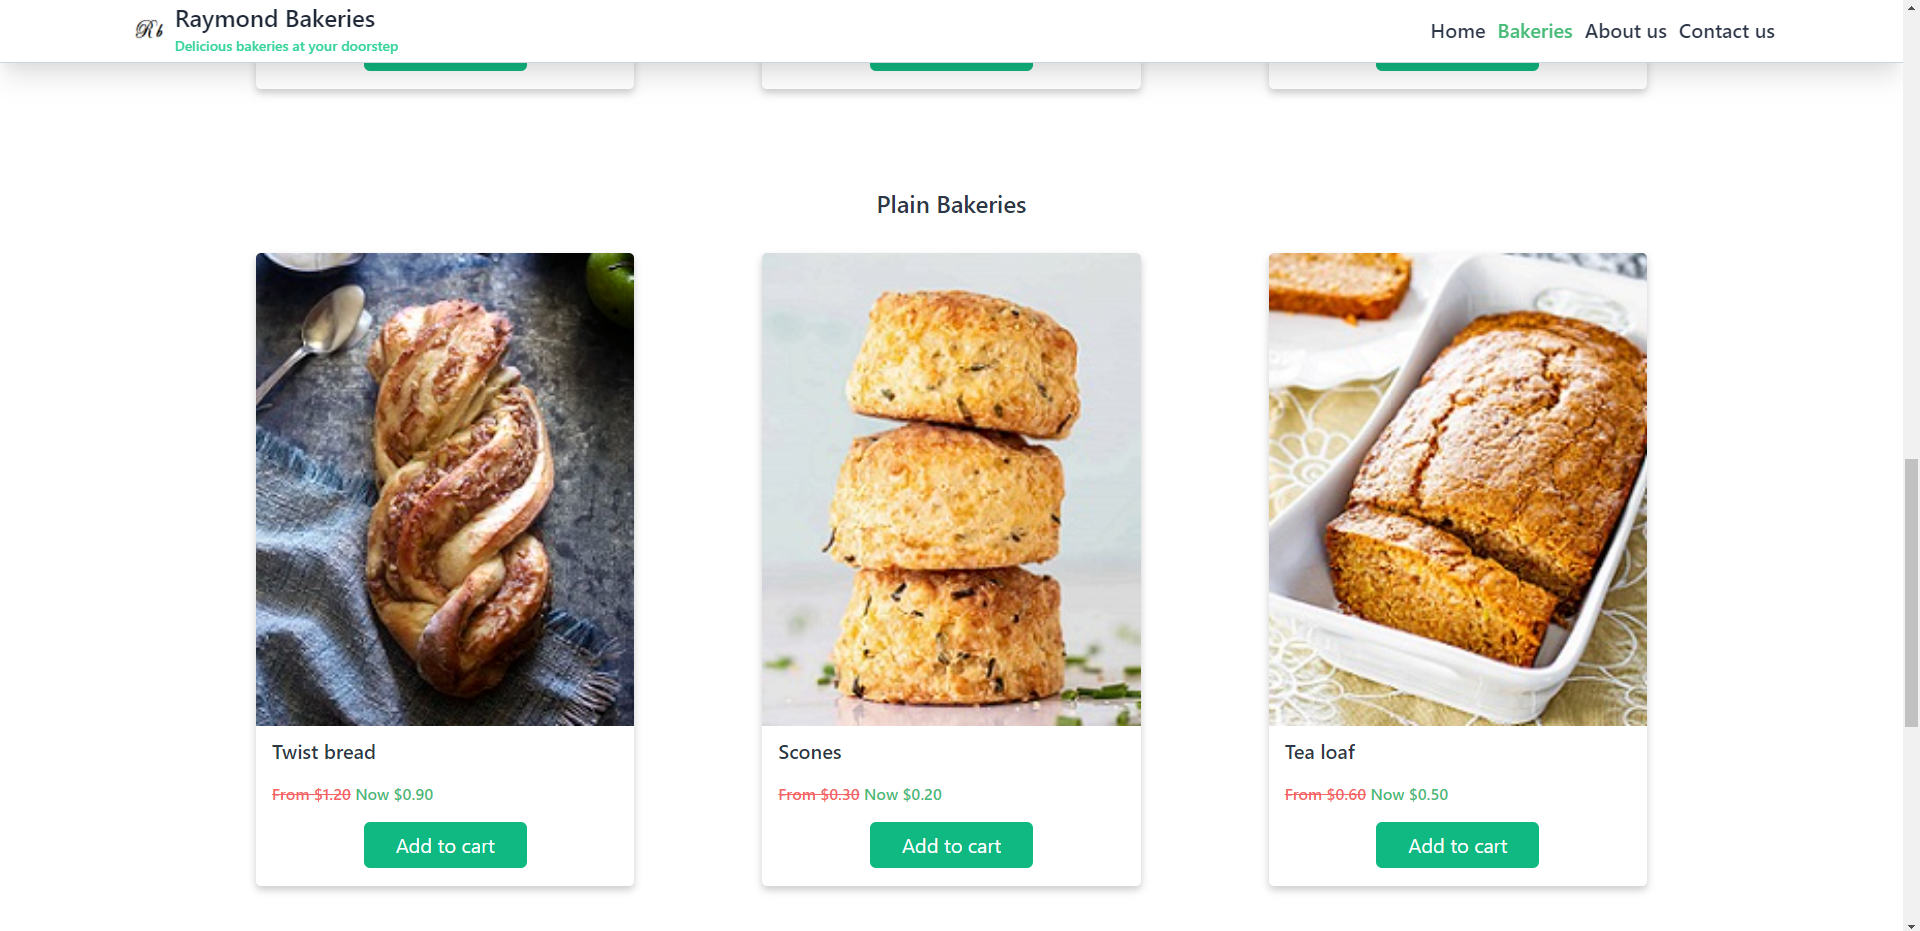 Rb
Raymond Bakeries
Delicious bakeries at your doorstep
Home Bakeries About us Contact us
Plain Bakeries
Twist bread
From $1.20 Now $0.90
Add to cart
Scones
From $0.30 Now $0.20
Add to cart
Tea loaf
From $0.60 Now $0.50
Add to cart